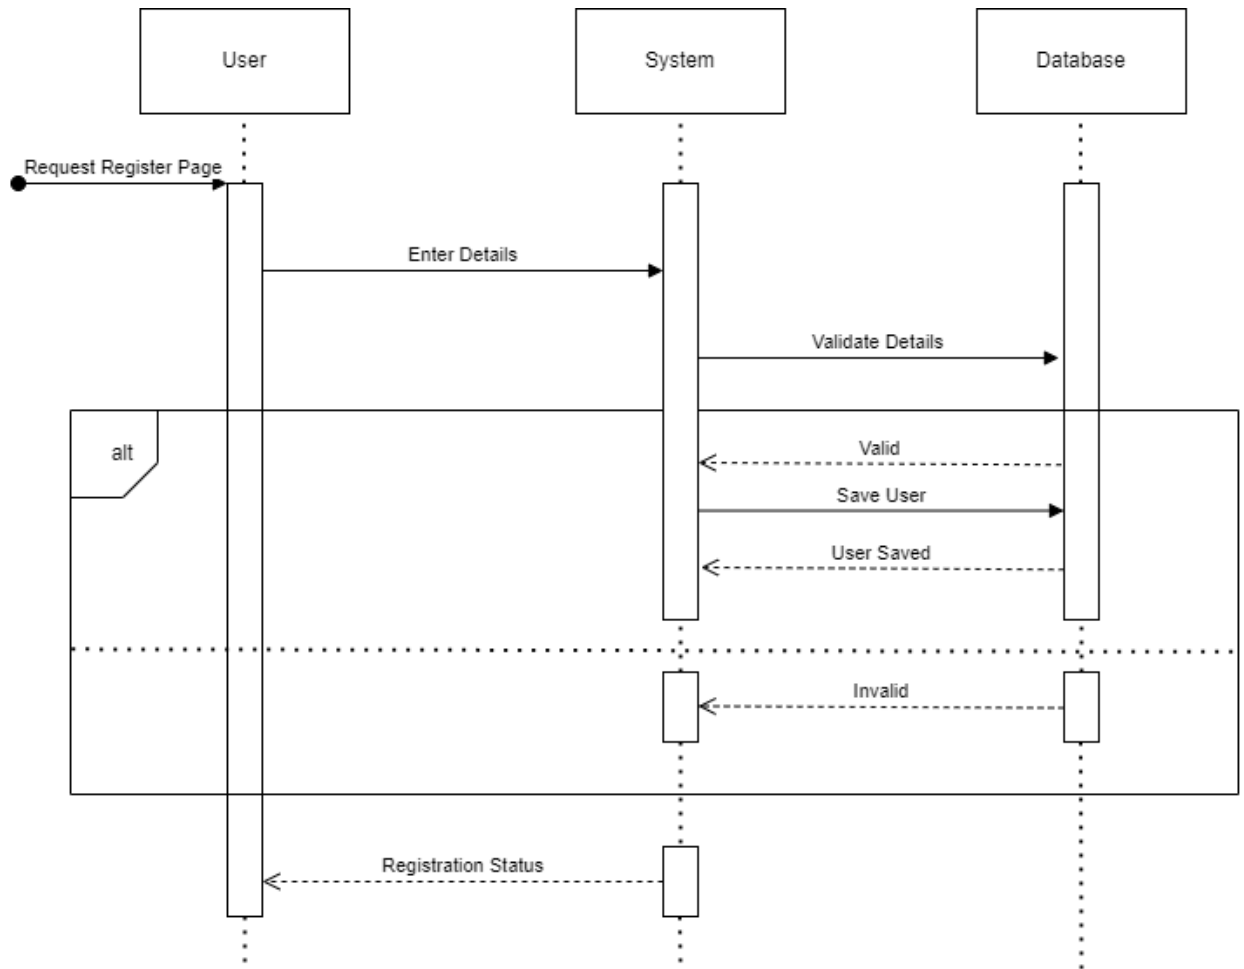 User
System
Database
Request Register Page
Enter Details
Validate Details
alt
Valid
Save User
User Saved
Invalid
Registration Status